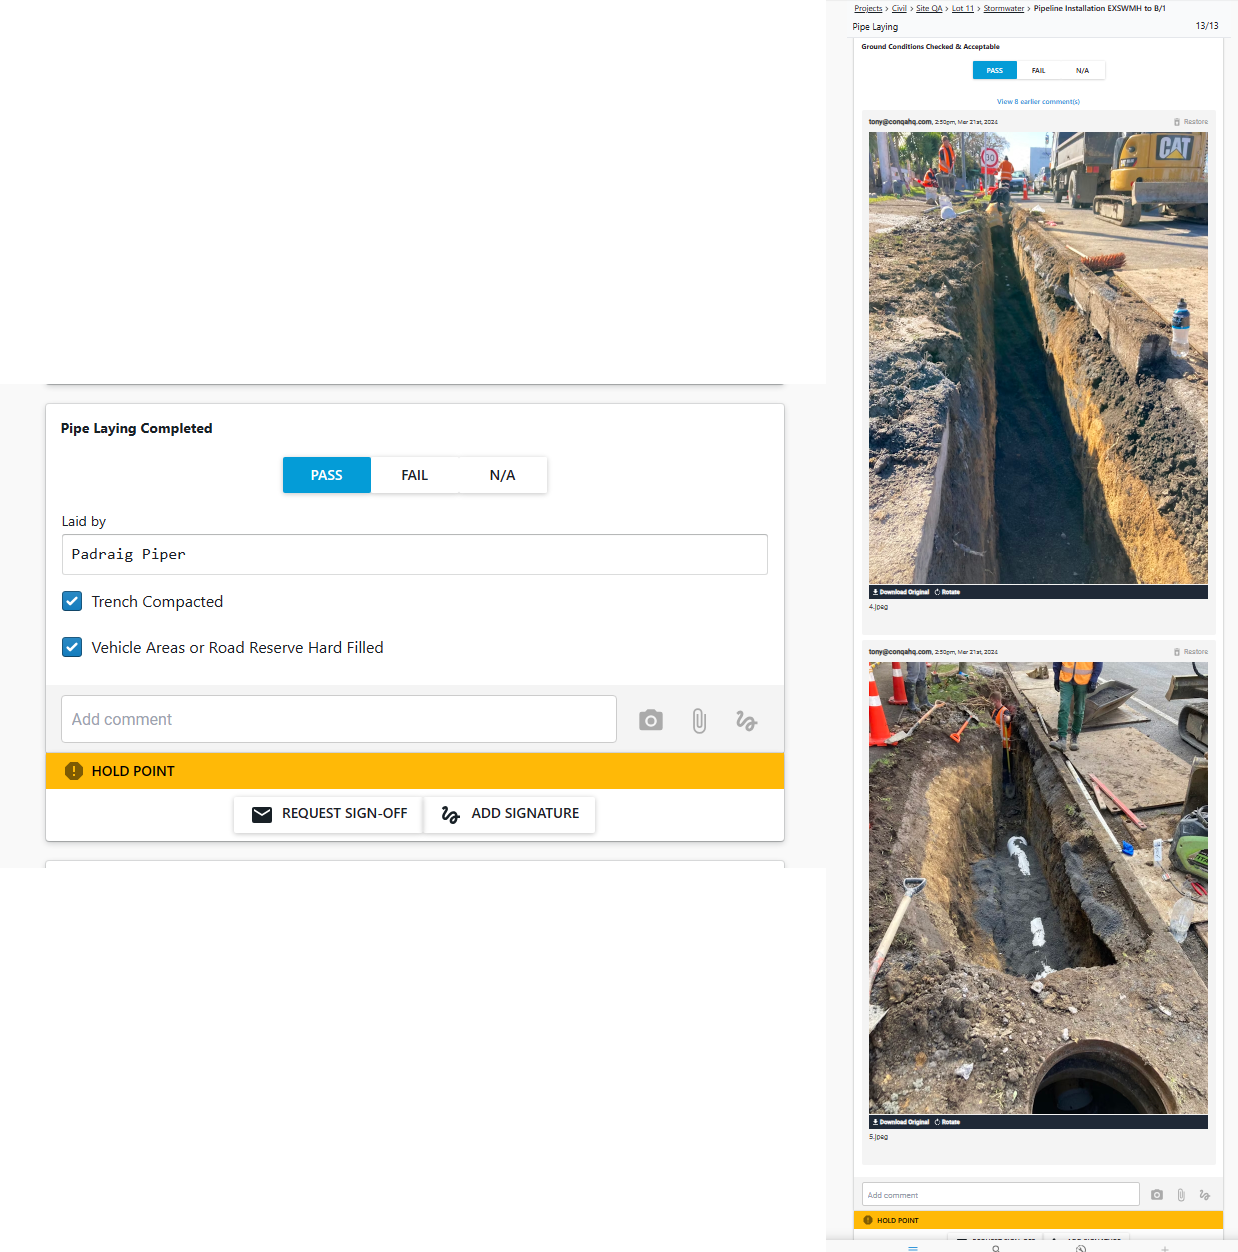 Pipe Laying Completed
PASS FAIL N/A
Laid by
Padraig Piper
Trench Compacted
Vehicle Areas or Road Reserve Hard Filled
Add comment
HOLD POINT
REQUEST SIGN-OFF ADD SIGNATURE
Projects > Civil > Site QA > Lot 11 > Stormwater > Pipeline Installation EXSWMH to B/1
Pipe Laying 13/13
Ground Conditions Checked & Acceptable
PASS FAIL N/A
View 8 earlier comment(s)
tony@conqahq.com, 2:50pm, Mar 21st, 2024 Restore
30
CAT
Download Original Rotate
4.jpeg
tony@conqahq.com, 2:50pm, Mar 21st, 2024 Restore
Download Original Rotate
5.jpeg
Add comment
HOLD POINT